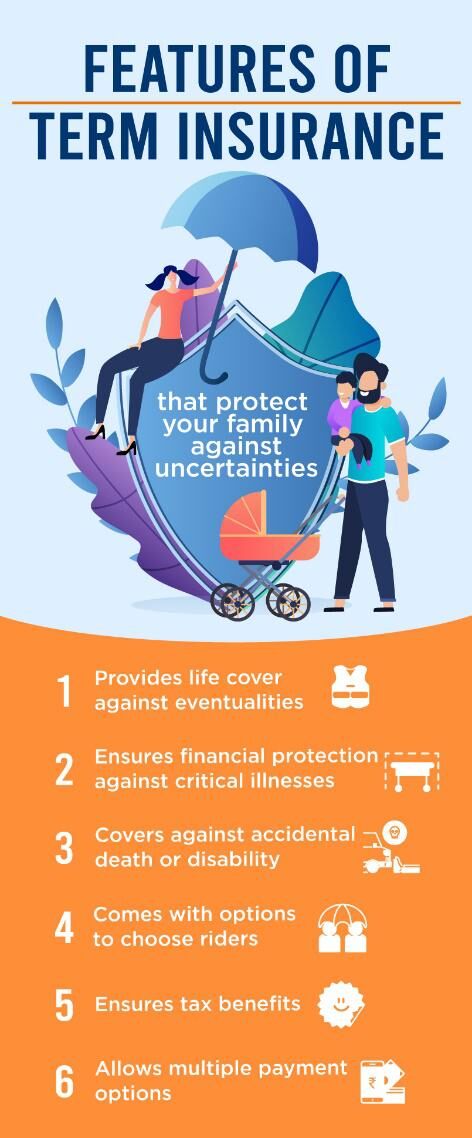 FEATURES OF
TERM INSURANCE
that protect
your family
against
uncertainties
1 Provides life cover
against eventualities
2 Ensures financial protection
against critical illnesses
3 Covers against accidental
death or disability
4 Comes with options
to choose riders
5 Ensures tax benefits
6 Allows multiple payment
options
₹